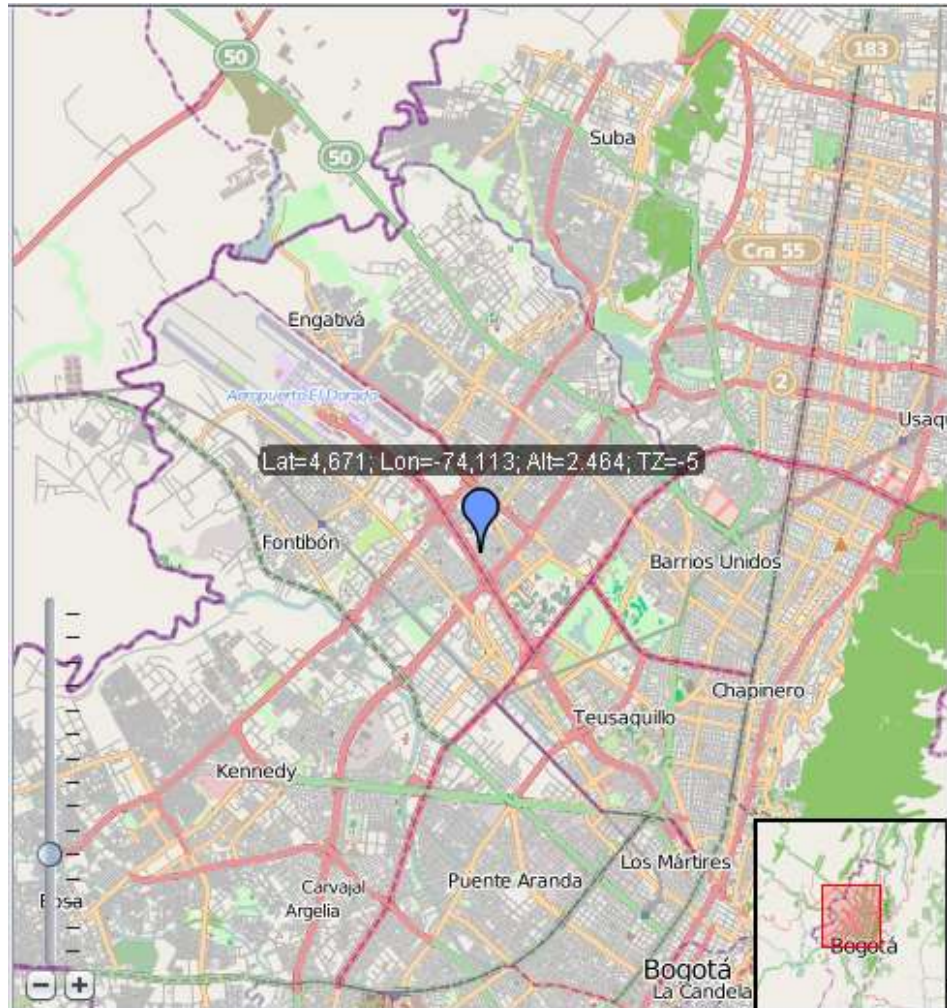 183
50
50
Suba
Cra 55
Engativá
2
Aeropuerto El Dorado
Usaq
Lat=4,671; Lon=-74,113; Alt=2.464; TZ=-5
Fontibón
Barrios Unidos
Chapinero
Teusaquillo
Kennedy
Los Mártires
Puente Aranda
Carvajal
Bosa
Argelia
Bogotá
Bogotá
La Candela